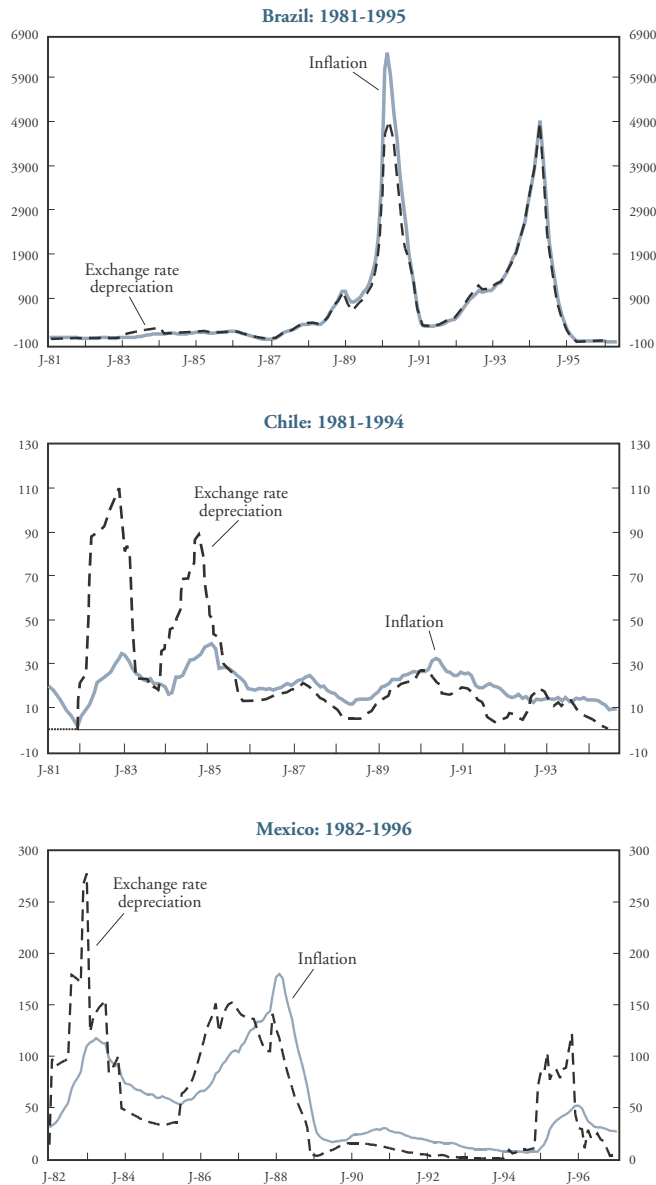 Brazil: 1981-1995
6900 6900
Inflation
5900 5900
4900 4900
3900 3900
2900 2900
1900 1900
Exchange rate
depreciation
900 900
-100 -100
J-81 J-83 J-85 J-87 J-89 J-91 J-93 J-95
Chile: 1981-1994
130 130
110 110
Exchange rate
depreciation
90 90
70 70
50 50
Inflation
30 30
10 10
-10 -10
J-81 J-83 J-85 J-87 J-89 J-91 J-93
Mexico: 1982-1996
300 300
Exchange rate
depreciation
250 250
Inflation
200 200
150 150
100 100
50 50
0 0
J-82 J-84 J-86 J-88 J-90 J-92 J-94 J-96